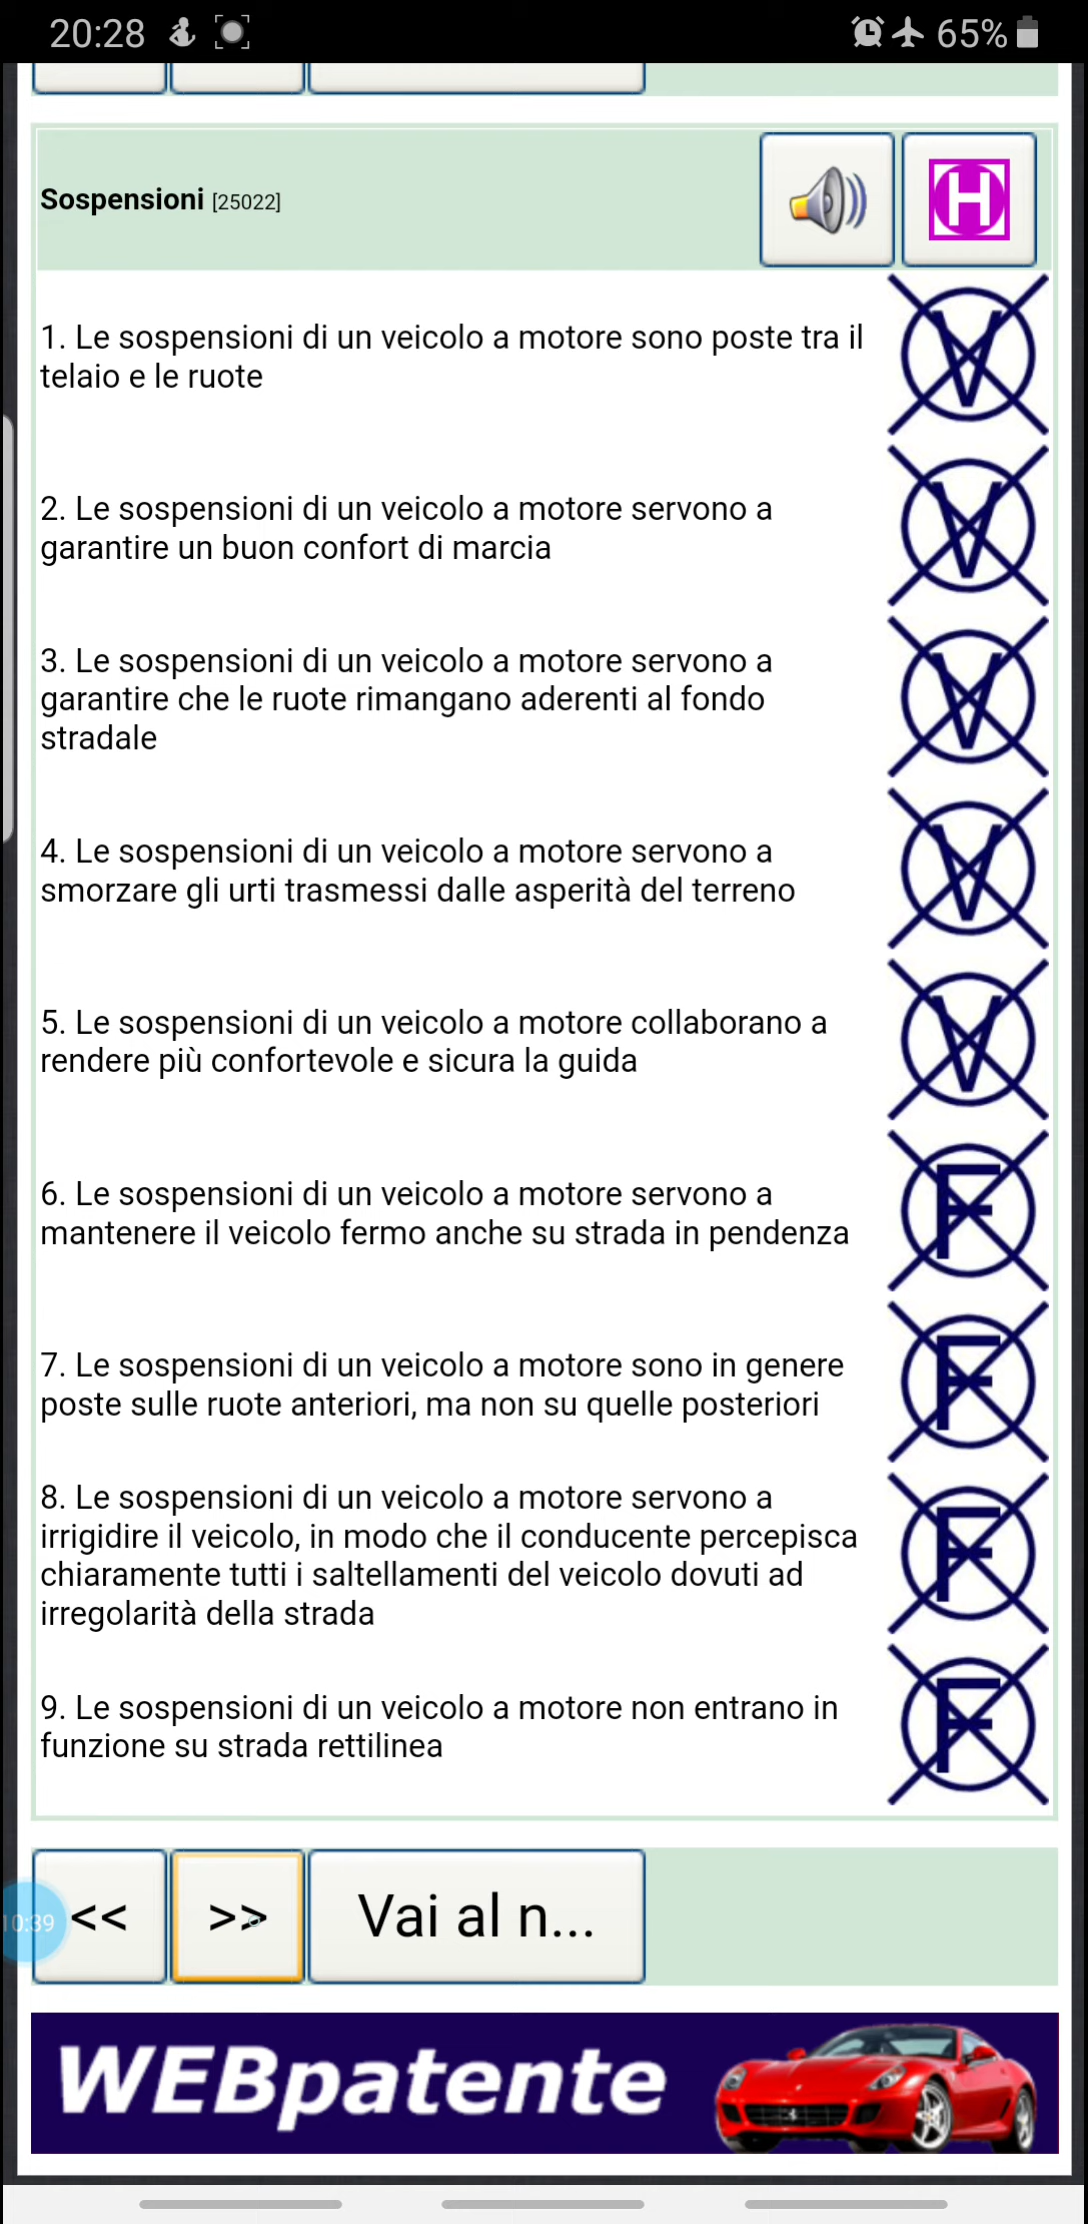 20:28 65%
Sospensioni [25022]
H
1. Le sospensioni di un veicolo a motore sono poste tra il
telaio e le ruote
V
2. Le sospensioni di un veicolo a motore servono a
garantire un buon confort di marcia
V
3. Le sospensioni di un veicolo a motore servono a
garantire che le ruote rimangano aderenti al fondo
stradale
V
4. Le sospensioni di un veicolo a motore servono a
smorzare gli urti trasmessi dalle asperità del terreno
V
5. Le sospensioni di un veicolo a motore collaborano a
rendere più confortevole e sicura la guida
V
6. Le sospensioni di un veicolo a motore servono a
mantenere il veicolo fermo anche su strada in pendenza
F
7. Le sospensioni di un veicolo a motore sono in genere
poste sulle ruote anteriori, ma non su quelle posteriori
F
8. Le sospensioni di un veicolo a motore servono a
irrigidire il veicolo, in modo che il conducente percepisca
chiaramente tutti i saltellamenti del veicolo dovuti ad
irregolarità della strada
F
9. Le sospensioni di un veicolo a motore non entrano in
funzione su strada rettilinea
F
10:39 << >> Vai al n...
WEBpatente